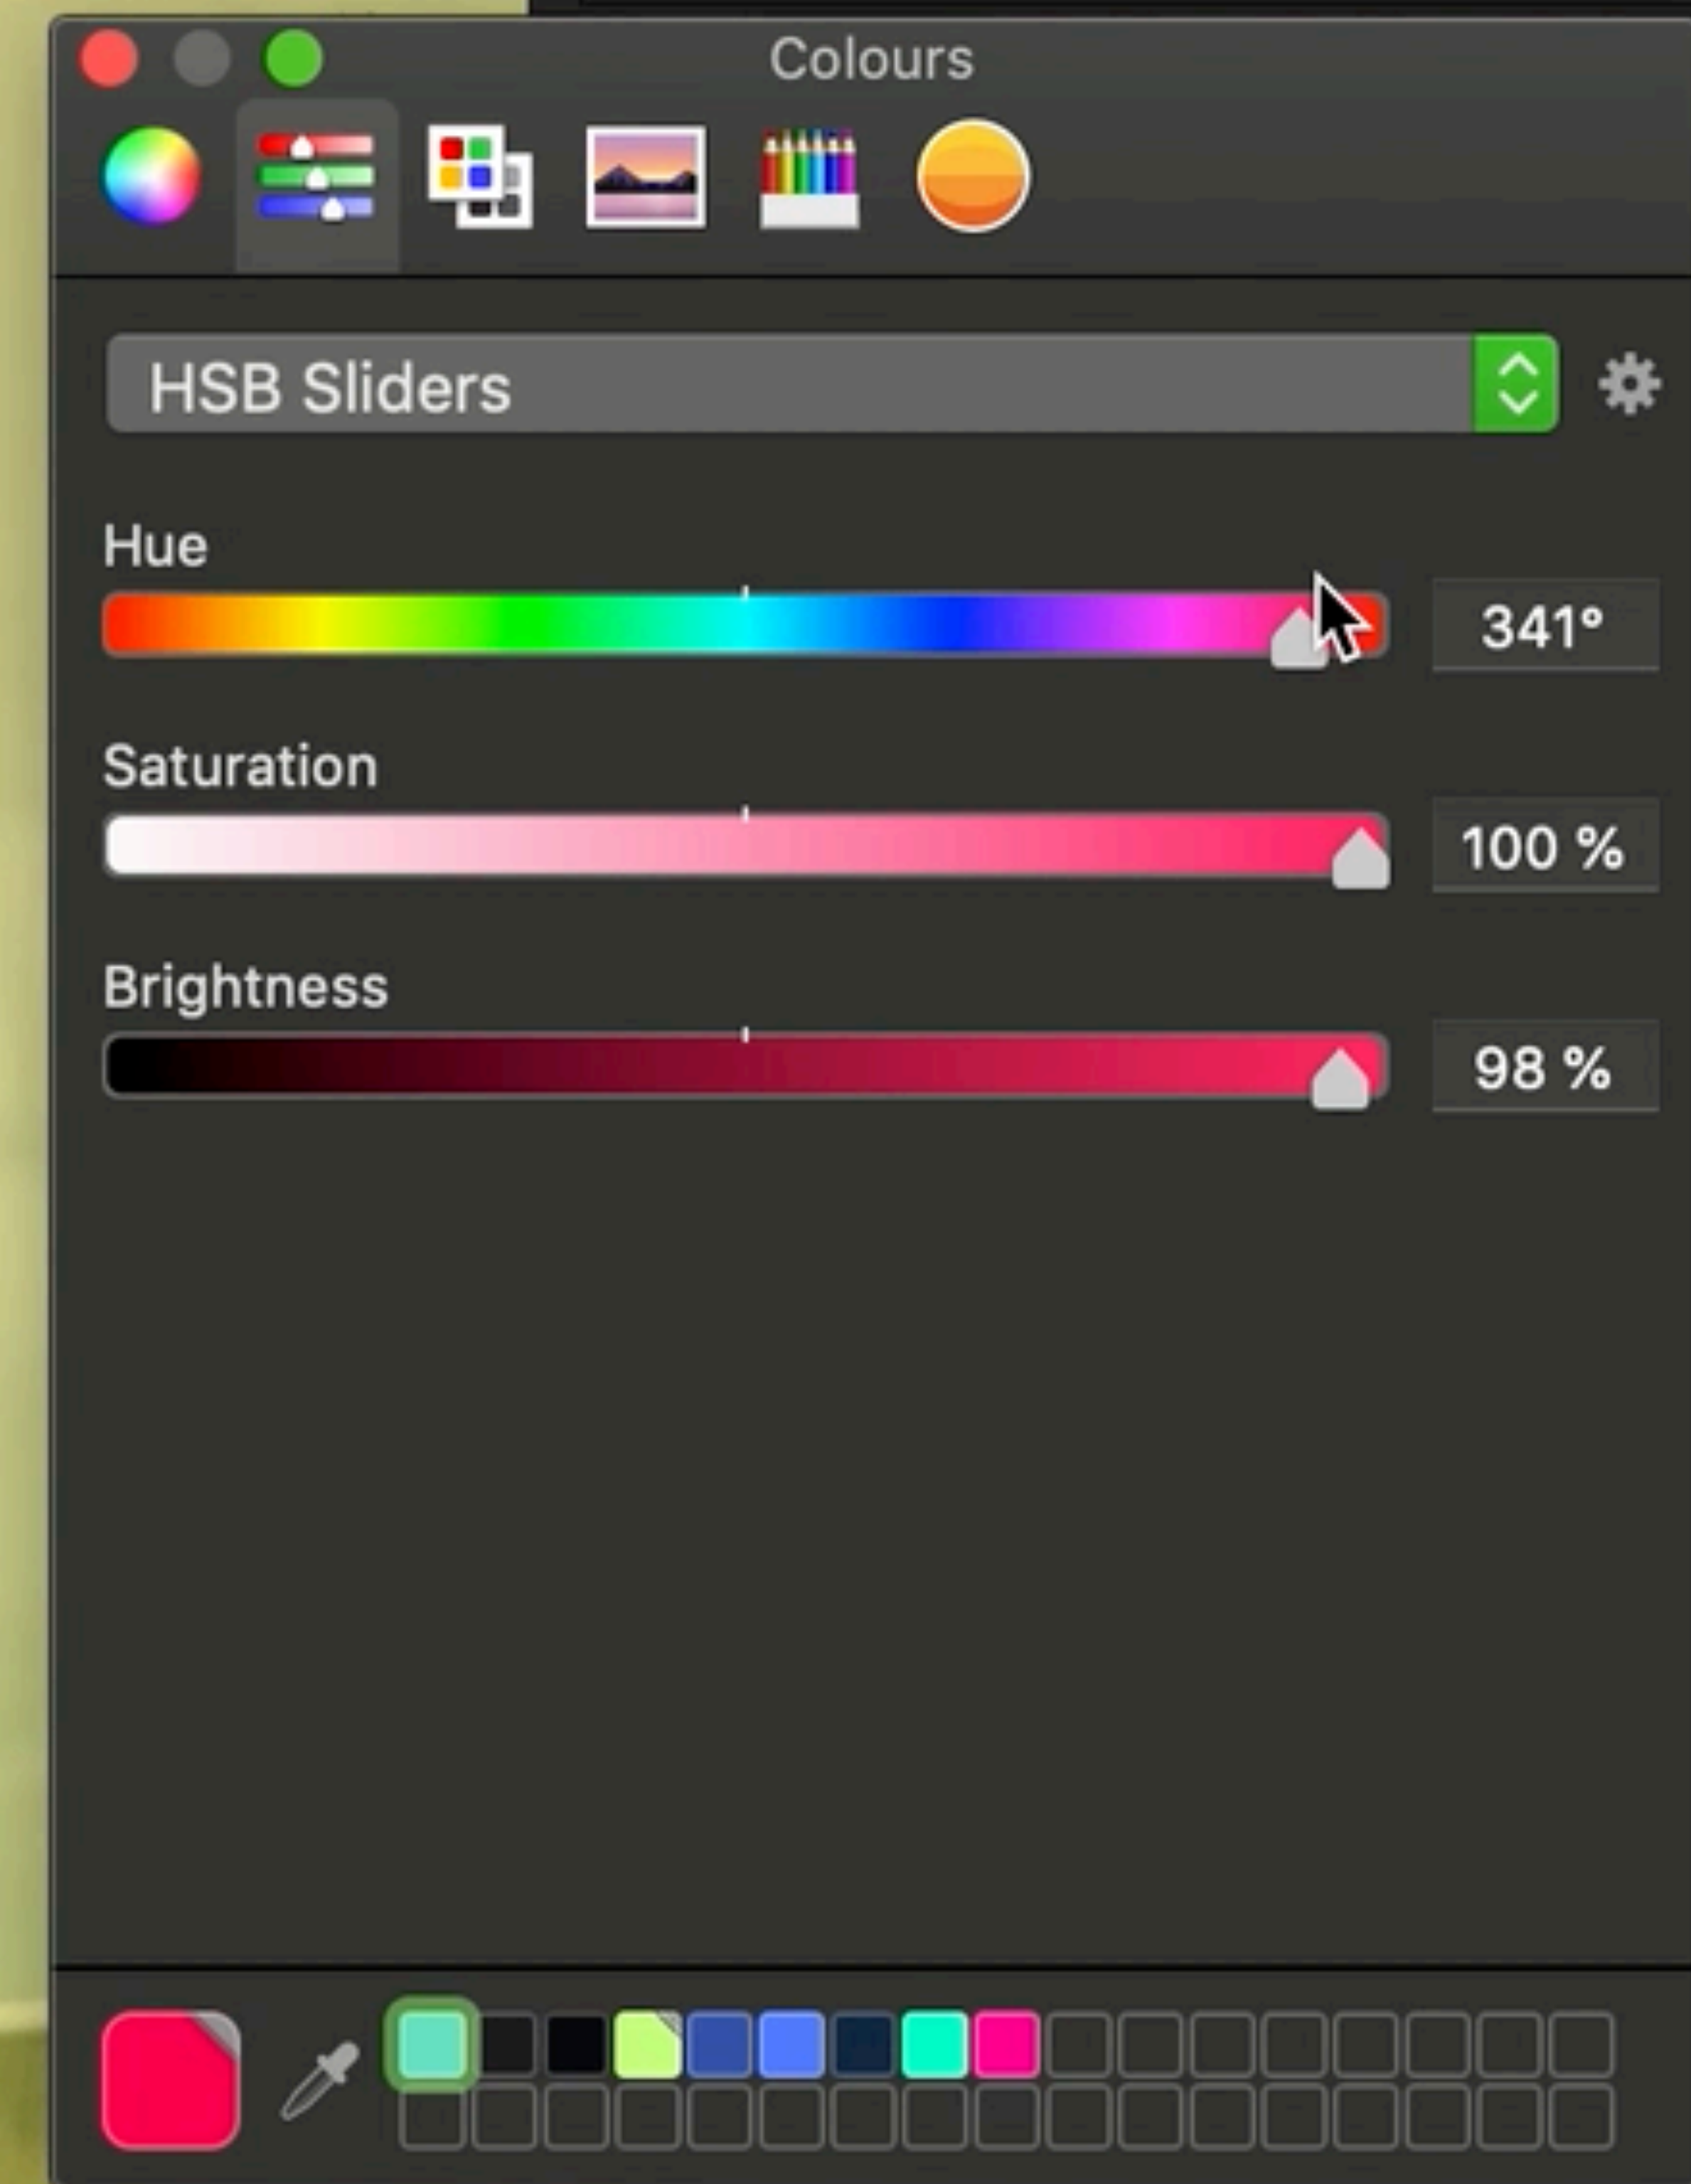 Colours
HSB Sliders
Hue
341°
Saturation
100 %
Brightness
98 %